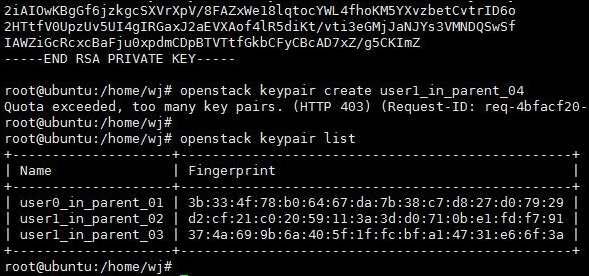 2iAIOwKBgGf6jzkgcSXVrXpV/8FAZxWe18lqtocYWL4fhoKM5YXvzbetCvtrID6o
2HTtfV0UpzUv5UI4gIRGaxJ2aEVXAof4lR5diKt/vti3eGMjJaNJYs3VMNDQSwSf
IAWZiGcRcxcBaFju0xpdmCDpBTVTtfGkbCFyCBcAD7xZ/g5CKImZ
-----END RSA PRIVATE KEY-----
root@ubuntu:/home/wj# openstack keypair create user1_in_parent_04
Quota exceeded, too many key pairs. (HTTP 403) (Request-ID: req-4bfacf20-
root@ubuntu:/home/wj#
root@ubuntu:/home/wj# openstack keypair list
+-------------------+-------------------------------------------------+
| Name | Fingerprint |
+-------------------+-------------------------------------------------+
| user0_in_parent_01 | 3b:33:4f:78:b0:64:67:da:7b:38:c7:d8:27:d0:79:29 |
| user1_in_parent_02 | d2:cf:21:c0:20:59:11:3a:3d:d0:71:0b:e1:fd:f7:91 |
| user1_in_parent_03 | 37:4a:69:9b:6a:40:5f:1f:fc:bf:a1:47:31:e6:6f:3a |
+-------------------+-------------------------------------------------+
root@ubuntu:/home/wj#